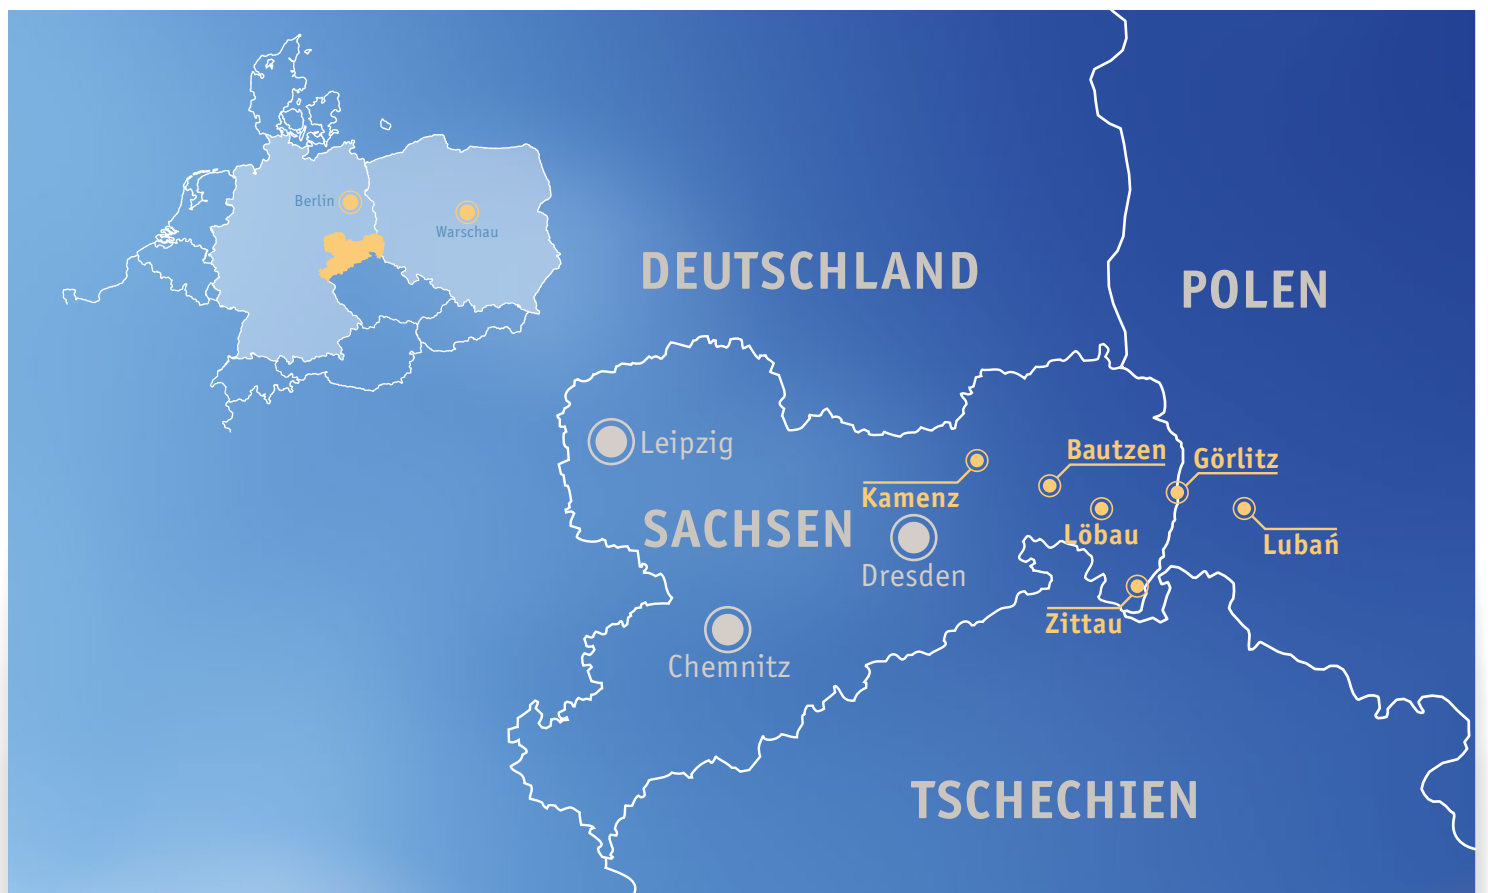 Berlin
Warschau
DEUTSCHLAND
POLEN
Leipzig
Bautzen
Görlitz
Kamenz
SACHSEN
Löbau
Lubań
Dresden
Zittau
Chemnitz
TSCHECHIEN